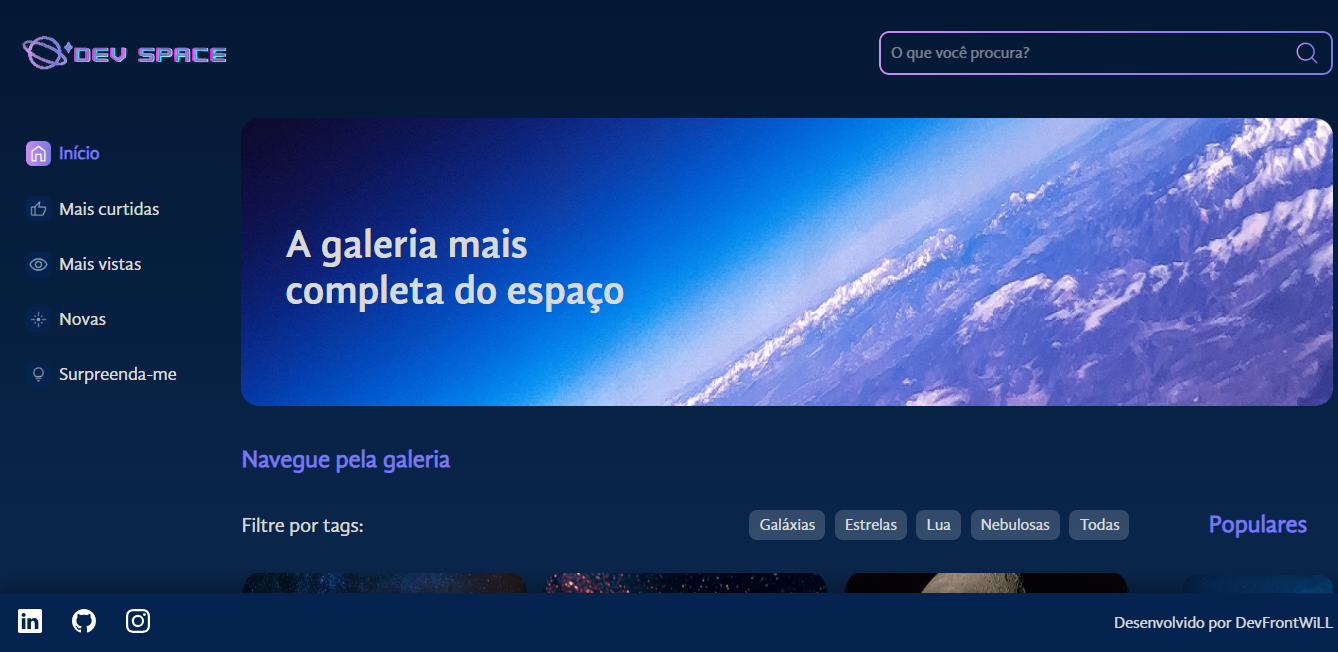 DEV SPACE
O que você procura?
Início
Mais curtidas
Mais vistas
Novas
Surpreenda-me
A galeria mais
completa do espaço
Navegue pela galeria
Filtre por tags:
Galáxias
Estrelas
Lua
Nebulosas
Todas
Populares
in
Desenvolvido por DevFrontWiLL